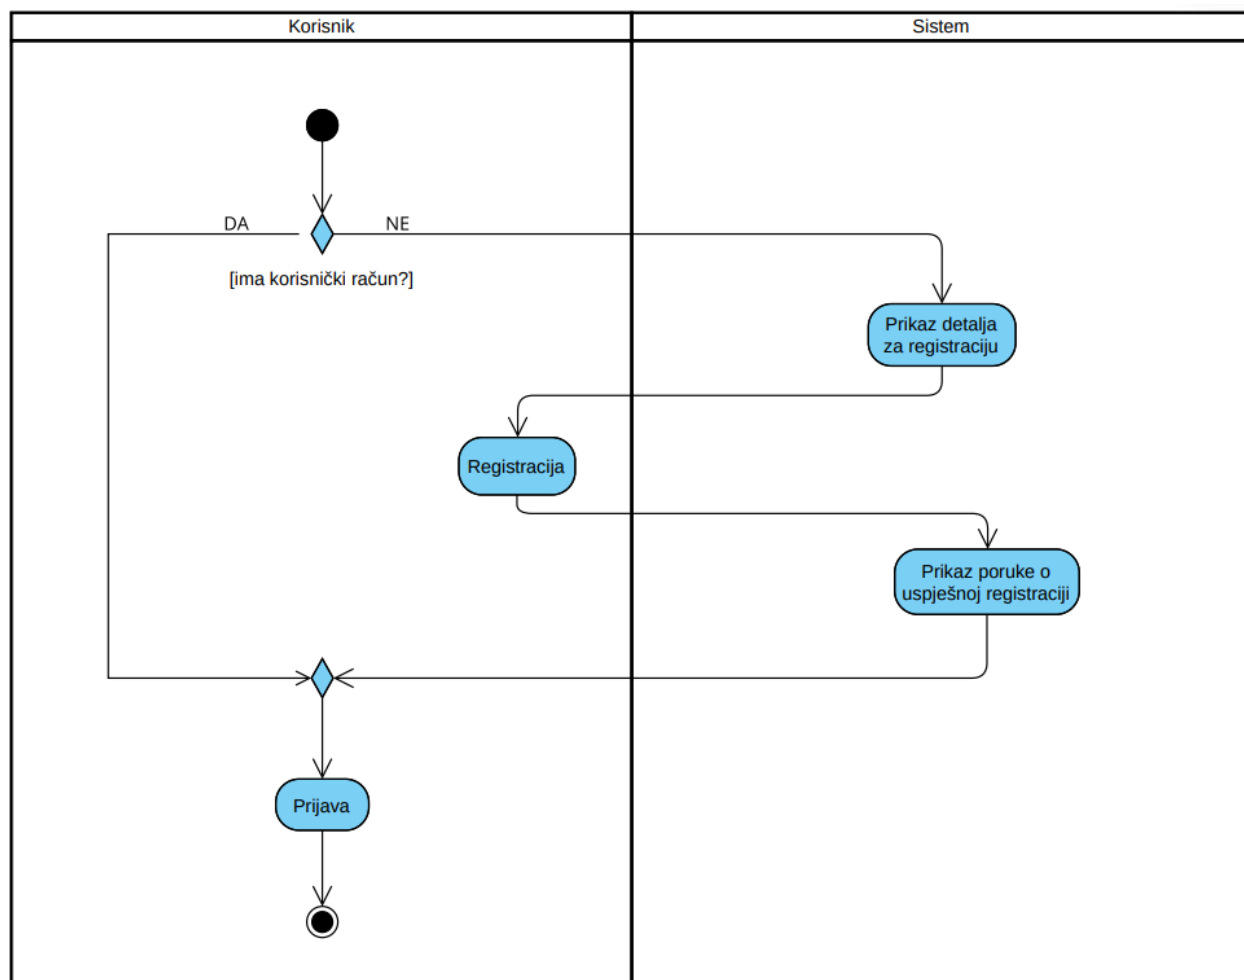 Korisnik
Sistem
DA
NE
[ima korisnički račun?]
Prikaz detalja
za registraciju
Registracija
Prikaz poruke o
uspješnoj registraciji
Prijava